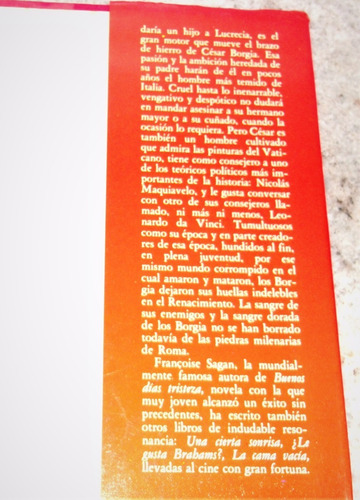 daría un hijo a Lucrecia, es el
gran motor que mueve el brazo
de hierro de César Borgia. Esa
pasión y la ambición heredada de
su padre harán de él en pocos
años el hombre más temido de
Italia. Cruel hasta lo inenarrable,
vengativo y despótico no dudará
en mandar asesinar a su hermano
mayor o a su cuñado, cuando la
ocasión lo requiera. Pero César es
también un hombre cultivado
que admira las pinturas del Vati-
cano, tiene como consejero a uno
de los teóricos políticos más im-
portantes de la historia: Nicolás
Maquiavelo, y le gusta conversar
con otro de sus consejeros lla-
mado, ni más ni menos, Leo-
nardo da Vinci. Tumultuosos
como su época y en parte creado-
res de esa época, hundidos al fin,
en plena juventud, por ese
mismo mundo corrompido en el
cual amaron y mataron, los Bor-
gia dejaron sus huellas indelebles
en el Renacimiento. La sangre de
sus enemigos y la sangre dorada
de los Borgia no se han borrado
todavía de las piedras milenarias
de Roma.
Françoise Sagan, la mundial-
mente famosa autora de Buenos
días tristeza, novela con la que
muy joven alcanzó un éxito sin
precedentes, ha escrito también
otros libros de indudable reso-
nancia: Una cierta sonrisa, ¿Le
gusta Brahams?, La cama vacía,
llevadas al cine con gran fortuna.